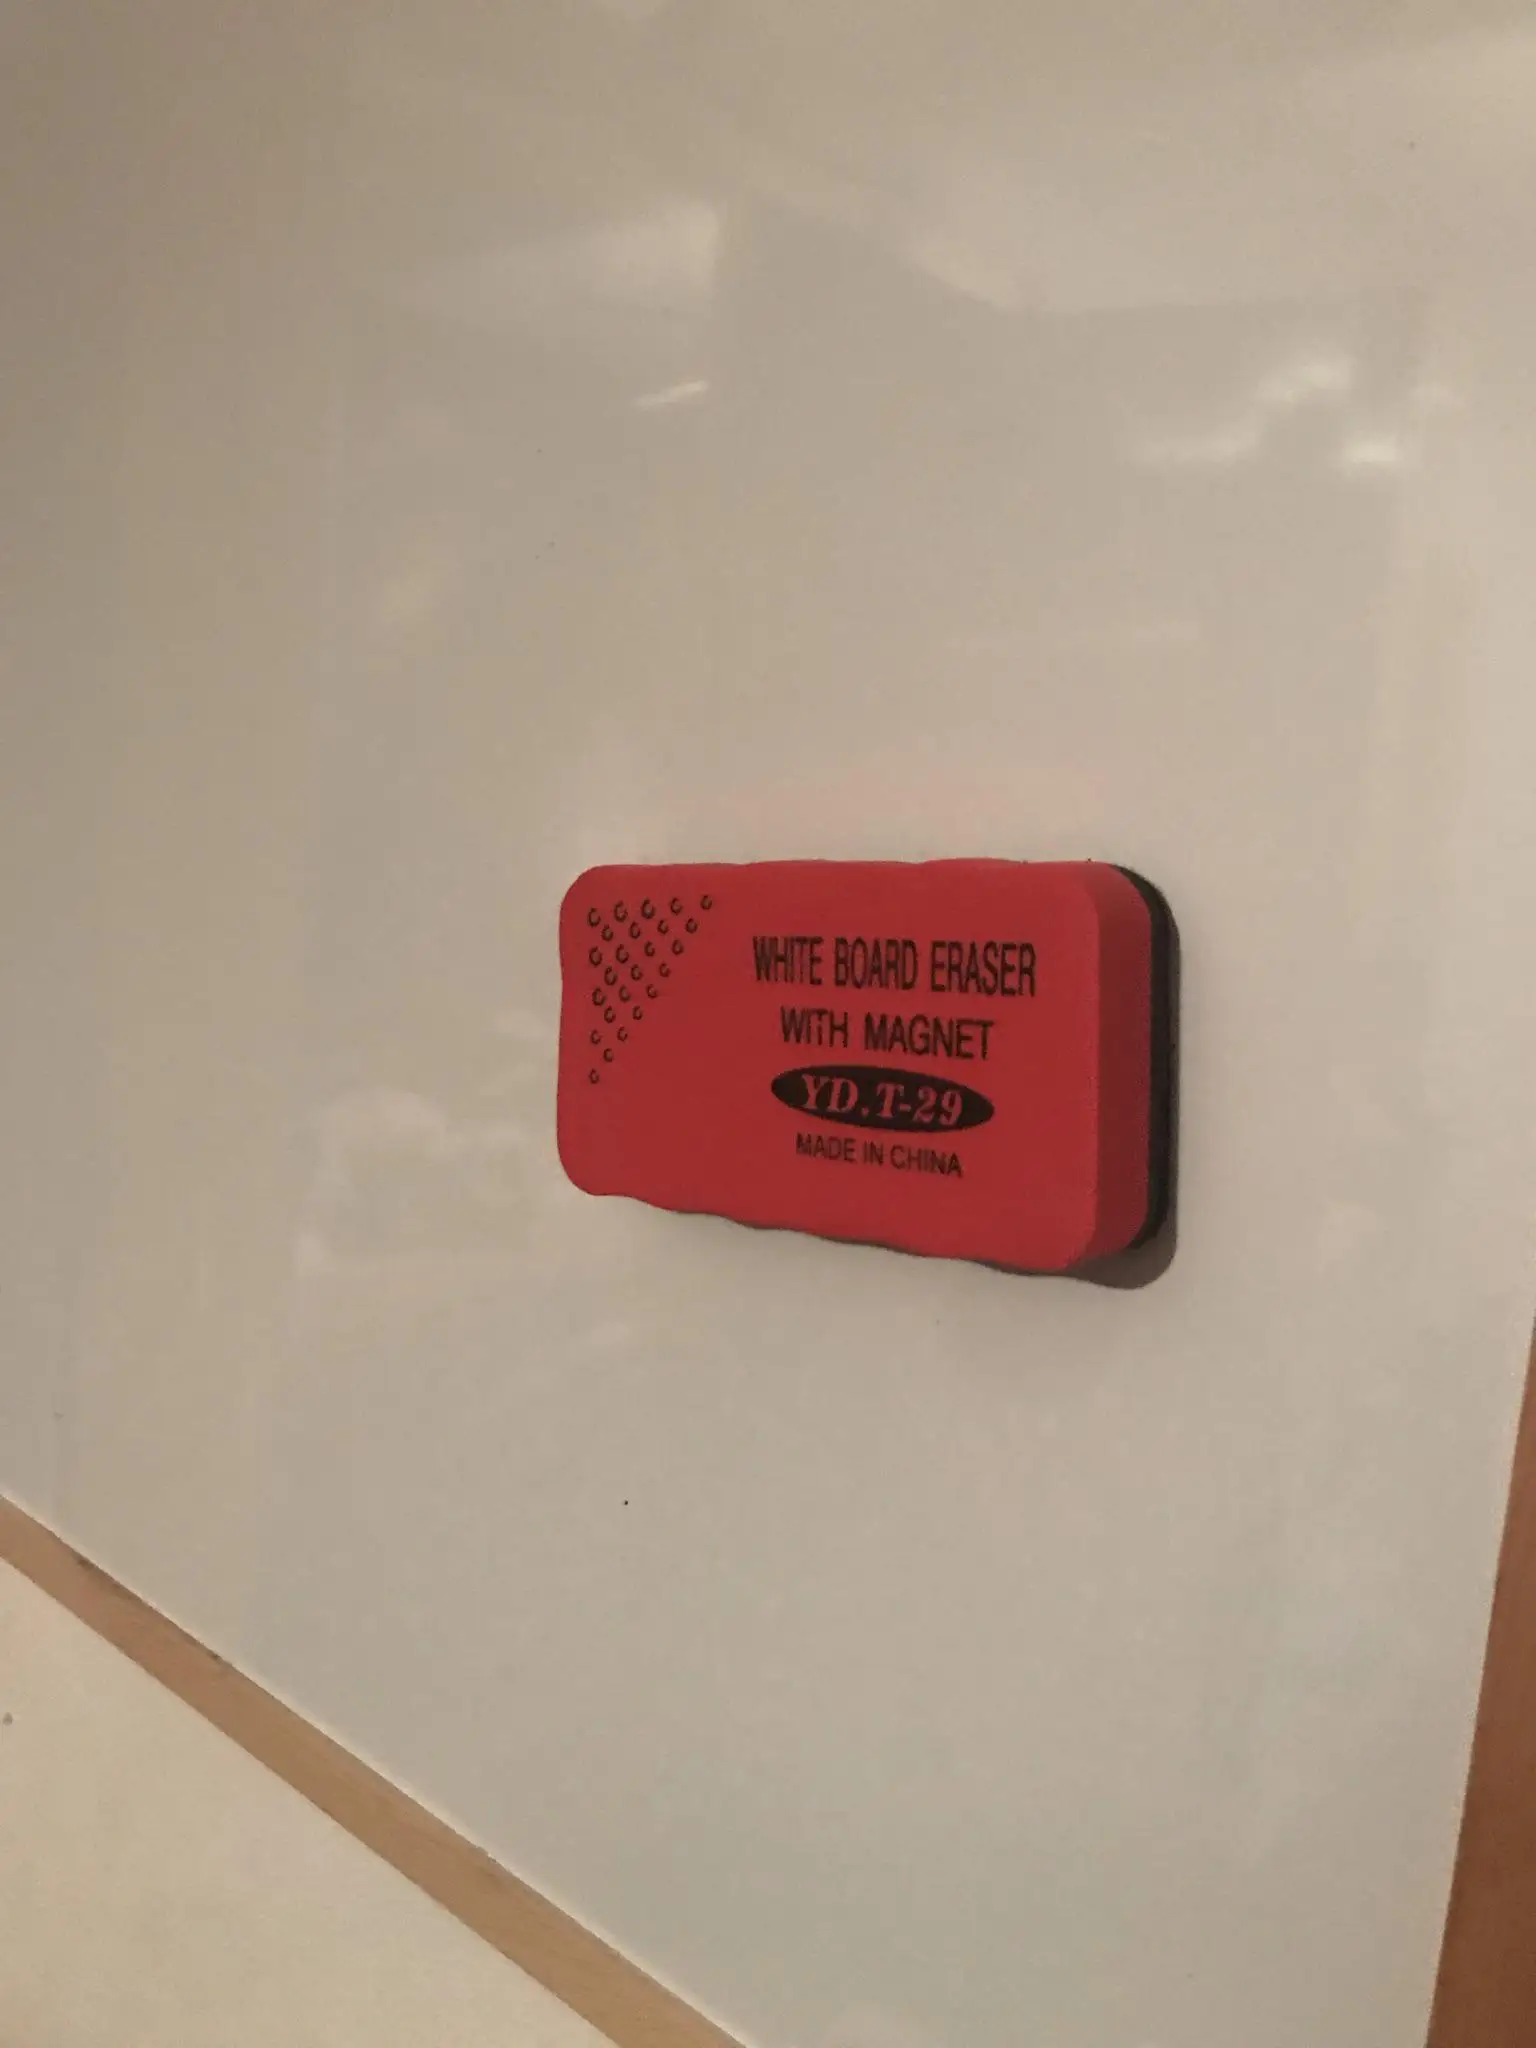 WHITE BOARD ERASER
WITH MAGNET
YD.T-29
MADE IN CHINA